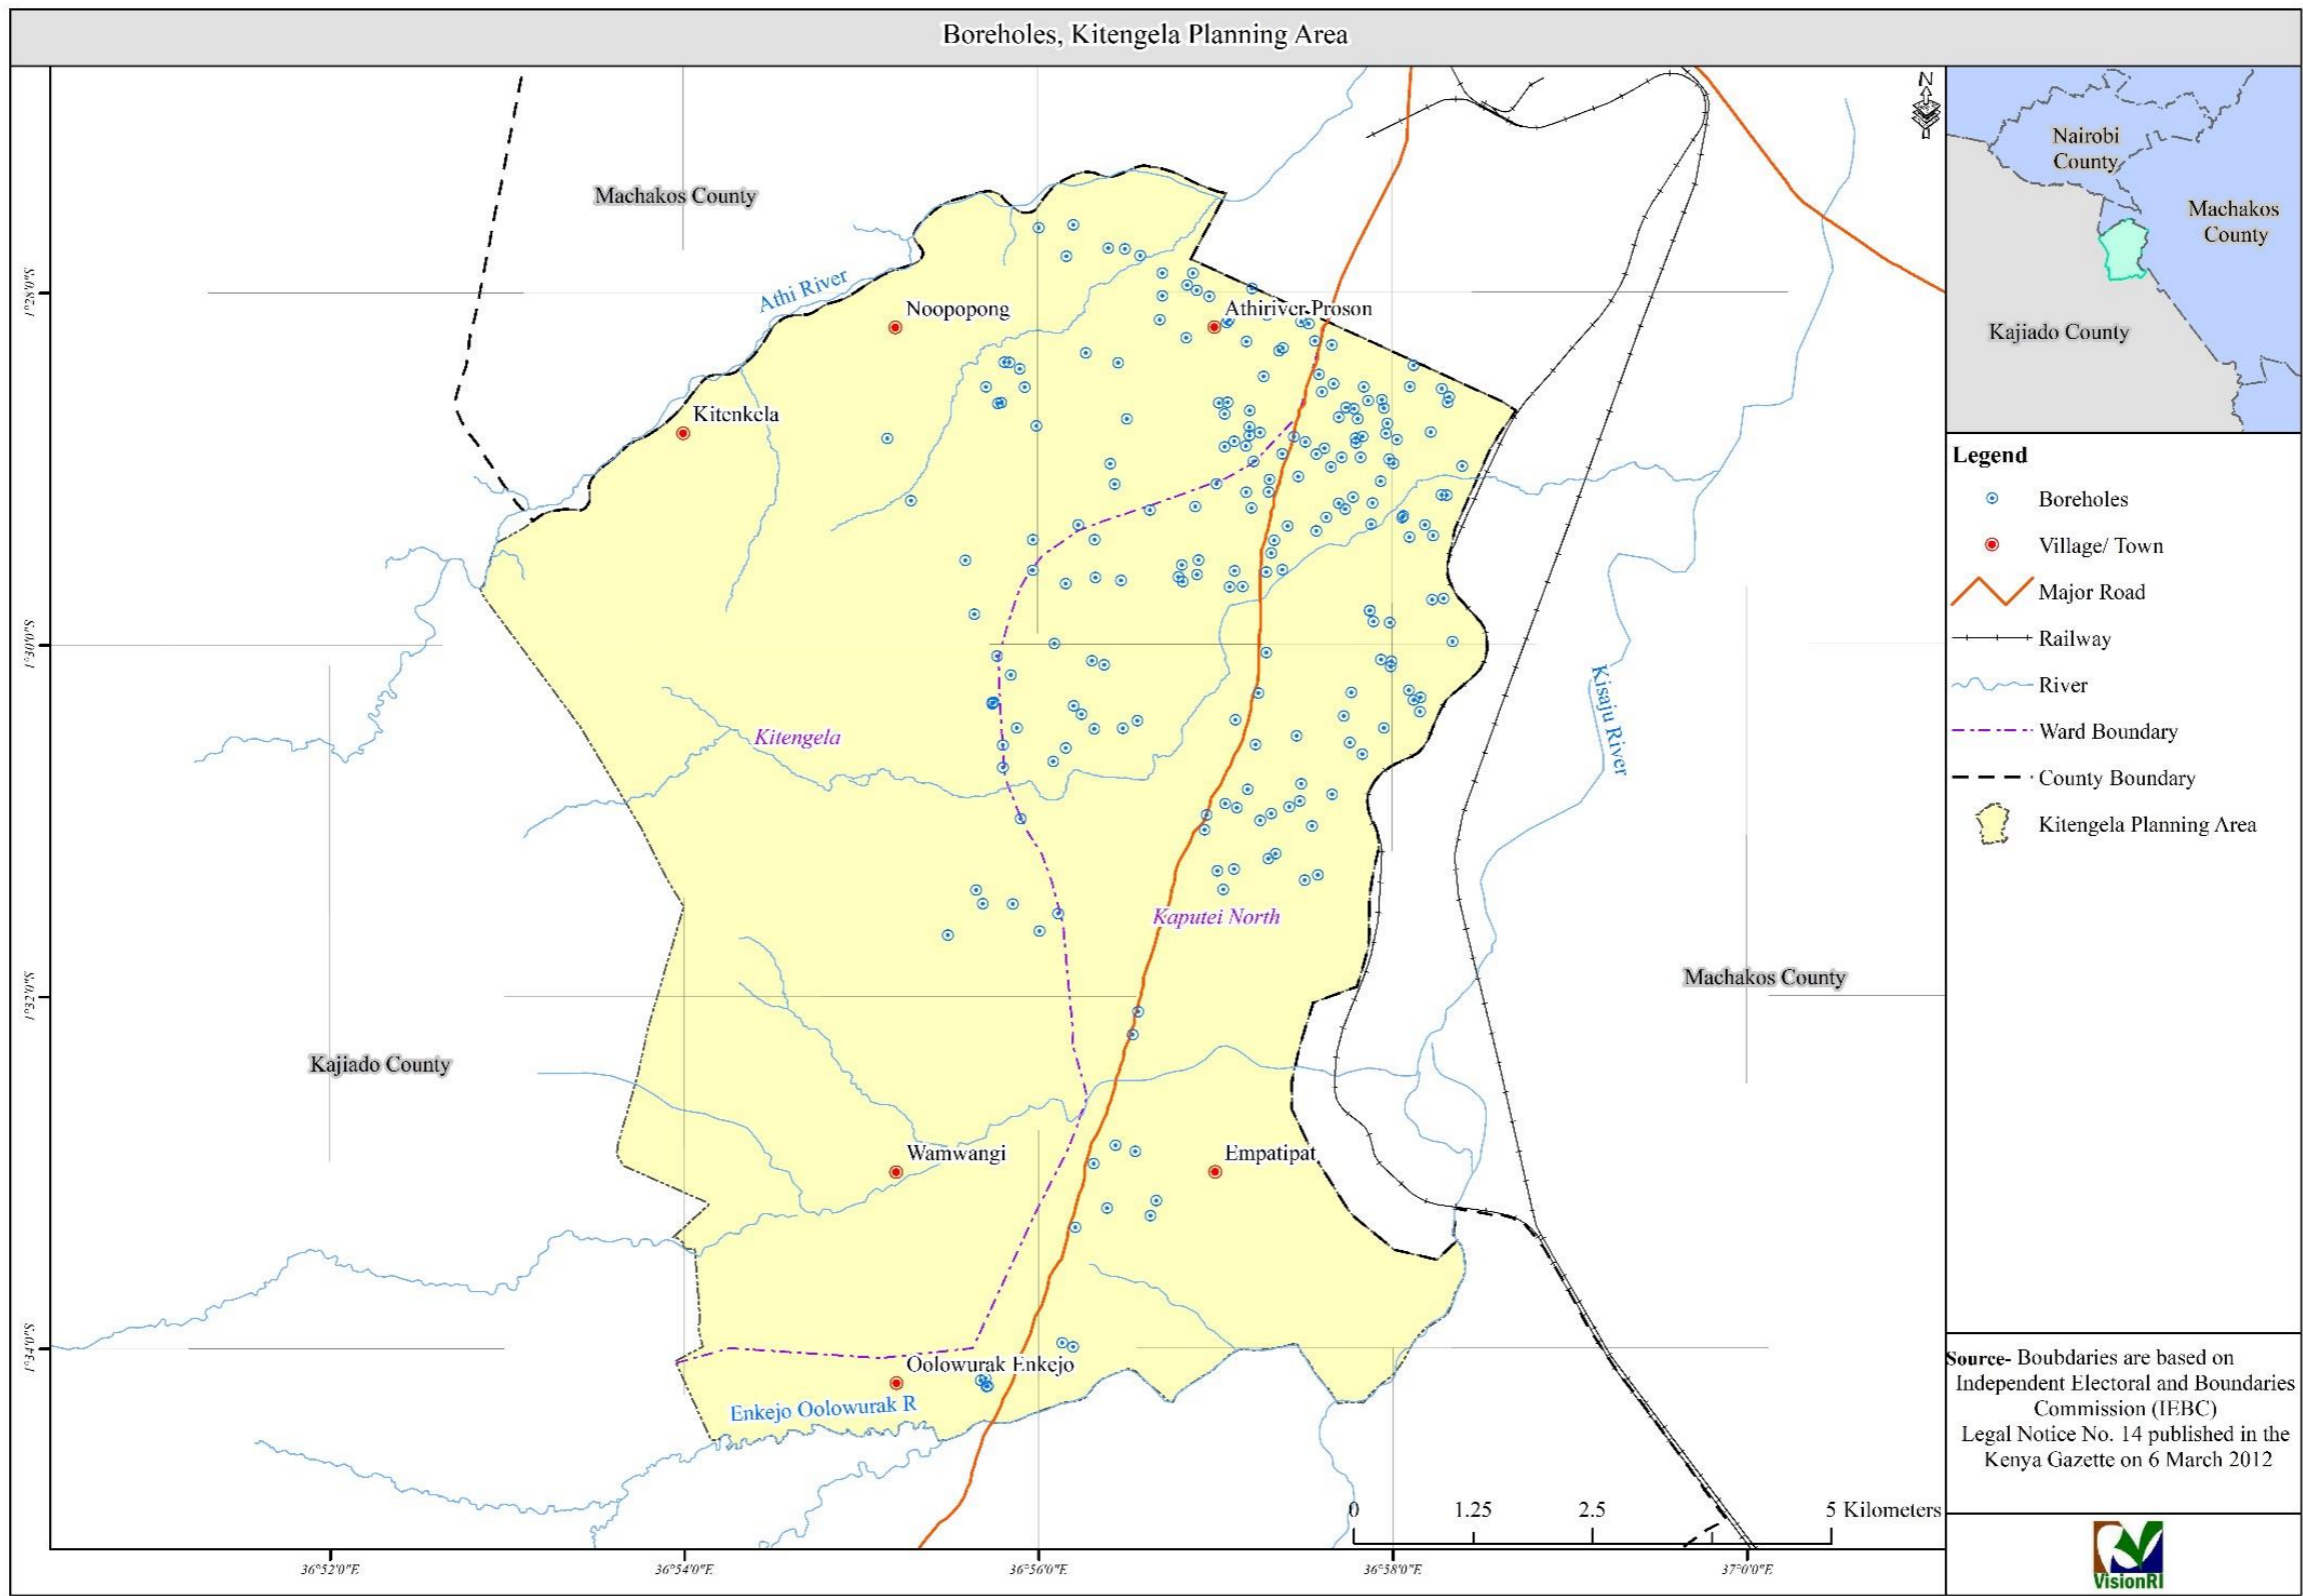 Boreholes, Kitengela Planning Area
N
Machakos County
Athi River
Noopopong
Athiriver-Proson
Kitenkela
Kitengela
Kaputei North
Kisaju River
Machakos County
Kajiado County
Wamwangi
Empatipat
Oolowurak Enkejo
Enkejo Oolowurak R
0 1.25 2.5 5 Kilometers
1°28'0"S
1°30'0"S
1°32'0"S
1°34'0"S
36°52'0"E
36°54'0"E
36°56'0"E
36°58'0"E
37°0'0"E
Nairobi
County
Machakos
County
Kajiado County
Legend
Boreholes
Village/ Town
Major Road
Railway
River
Ward Boundary
County Boundary
Kitengela Planning Area
Source- Boubdaries are based on
Independent Electoral and Boundaries
Commission (IEBC)
Legal Notice No. 14 published in the
Kenya Gazette on 6 March 2012
VisionRI